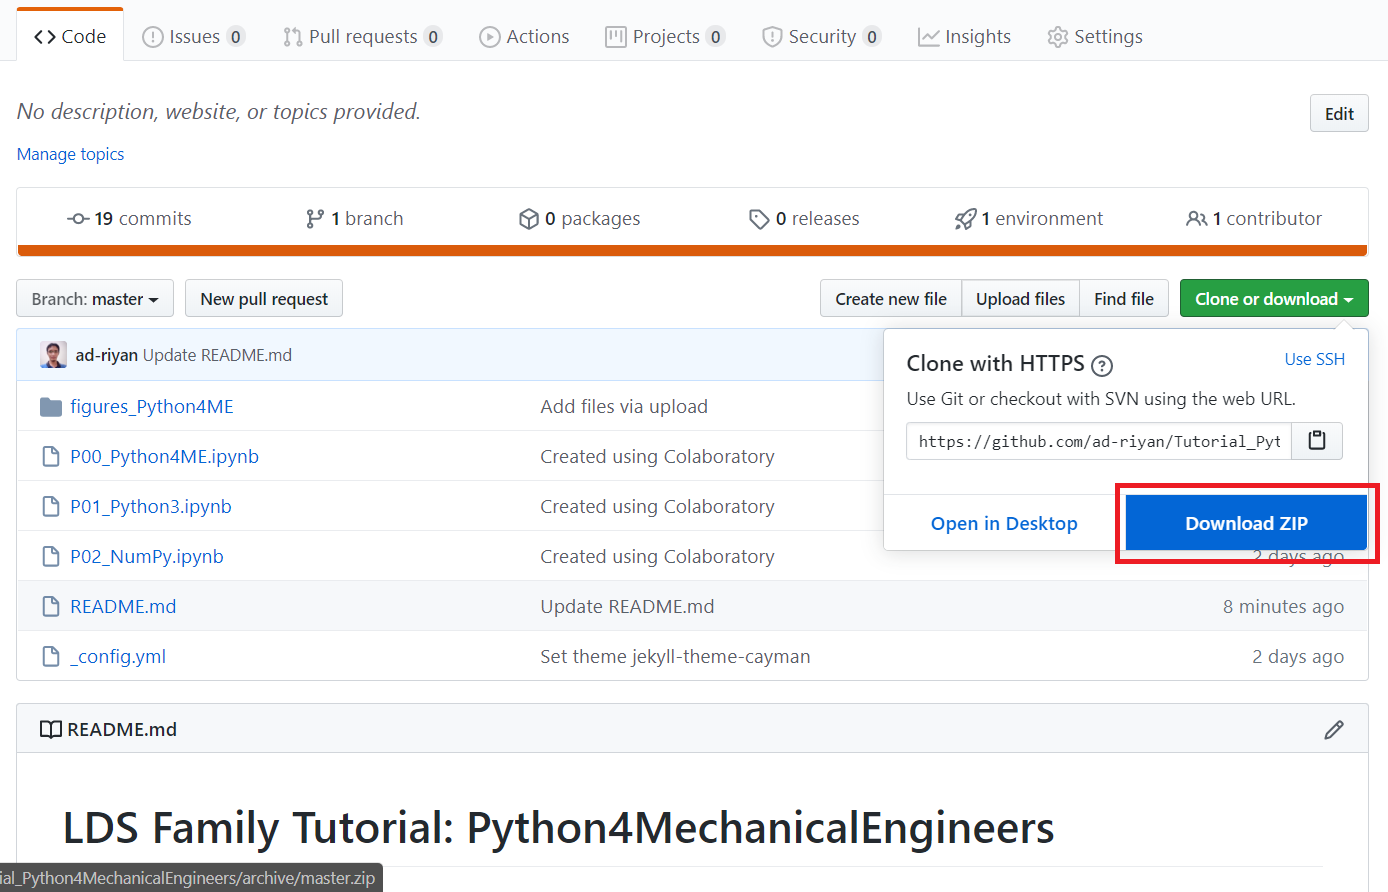 Code Issues 0 Pull requests 0 Actions Projects 0 Security 0 Insights Settings
No description, website, or topics provided. Edit
Manage topics
19 commits 1 branch 0 packages 0 releases 1 environment 1 contributor
Branch: master New pull request Create new file Upload files Find file Clone or download
ad-riyan Update README.md
Clone with HTTPS ? Use SSH
Use Git or checkout with SVN using the web URL.
https://github.com/ad-riyan/Tutorial_Pyt
Open in Desktop Download ZIP
figures_Python4ME Add files via upload
P00_Python4ME.ipynb Created using Colaboratory
P01_Python3.ipynb Created using Colaboratory
P02_NumPy.ipynb Created using Colaboratory 2 days ago
README.md Update README.md 8 minutes ago
_config.yml Set theme jekyll-theme-cayman 2 days ago
README.md
LDS Family Tutorial: Python4MechanicalEngineers
ial_Python4MechanicalEngineers/archive/master.zip